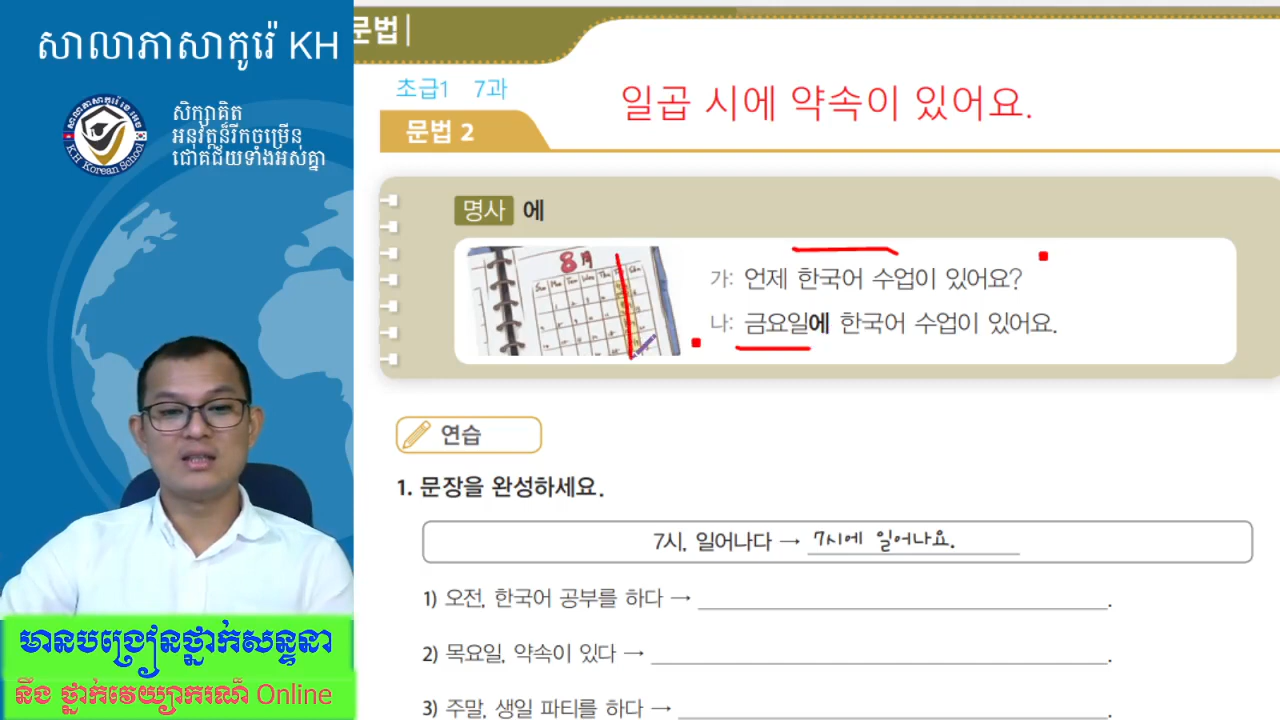 សាលាភាសាកូរ៉េ KH
សិក្សាគិត
អនុវត្តន៍រីកចម្រើន
ជោគជ័យទាំងអស់គ្នា
K.H Korean School
មានបង្រៀនថ្នាក់សន្ទនា
នឹង ថ្នាក់វេយ្យាករណ៍ Online
문법
초급1 7과
일곱 시에 약속이 있어요.
문법 2
명사 에
8月
가: 언제 한국어 수업이 있어요?
나: 금요일에 한국어 수업이 있어요.
연습
1. 문장을 완성하세요.
7시, 일어나다 → 7시에 일어나요.
1) 오전, 한국어 공부를 하다 → .
2) 목요일, 약속이 있다 → .
3) 주말, 생일 파티를 하다 → .